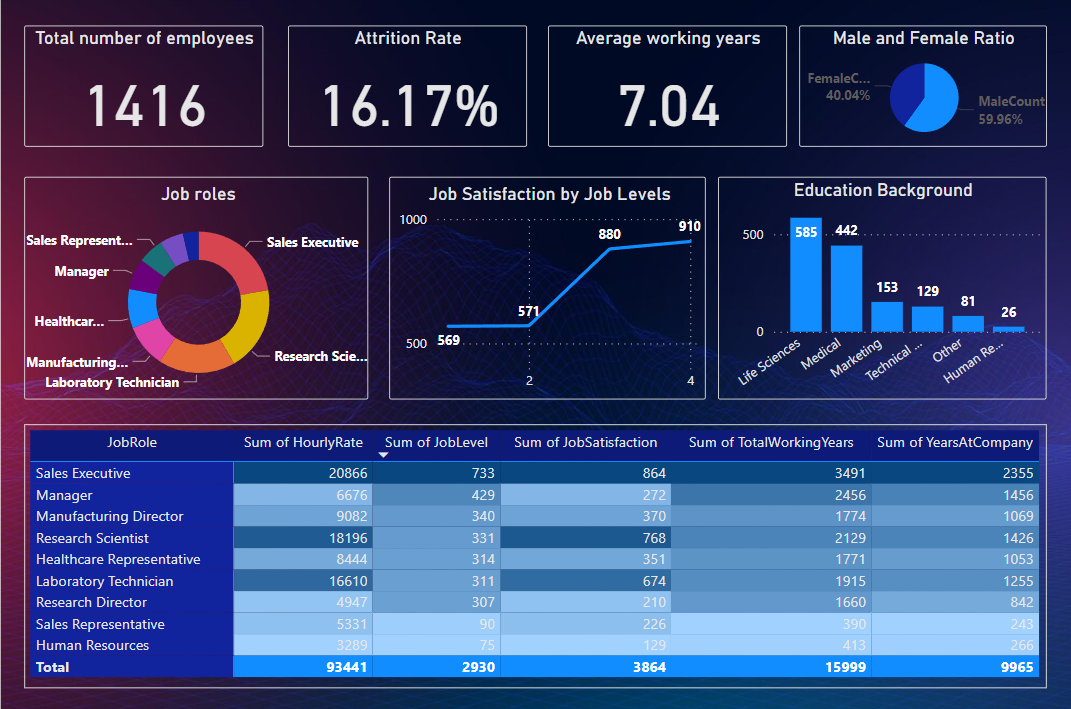 Total number of employees
1416
Attrition Rate
16.17%
Average working years
7.04
Male and Female Ratio
FemaleC...
40.04%
MaleCount
59.96%
Job roles
Sales Represent...
Sales Executive
Manager
Healthcar...
Manufacturing...
Research Scie...
Laboratory Technician
Job Satisfaction by Job Levels
1000
910
880
571
569
500
2
4
Education Background
500
585
442
153
129
81
26
0
Life Sciences
Medical
Marketing
Technical ...
Other
Human Re...
JobRole Sum of HourlyRate Sum of JobLevel Sum of JobSatisfaction Sum of TotalWorkingYears Sum of YearsAtCompany
Sales Executive 20866 733 864 3491 2355
Manager 6676 429 272 2456 1456
Manufacturing Director 9082 340 370 1774 1069
Research Scientist 18196 331 768 2129 1426
Healthcare Representative 8444 314 351 1771 1053
Laboratory Technician 16610 311 674 1915 1255
Research Director 4947 307 210 1660 842
Sales Representative 5331 90 226 390 243
Human Resources 3289 75 129 413 266
Total 93441 2930 3864 15999 9965